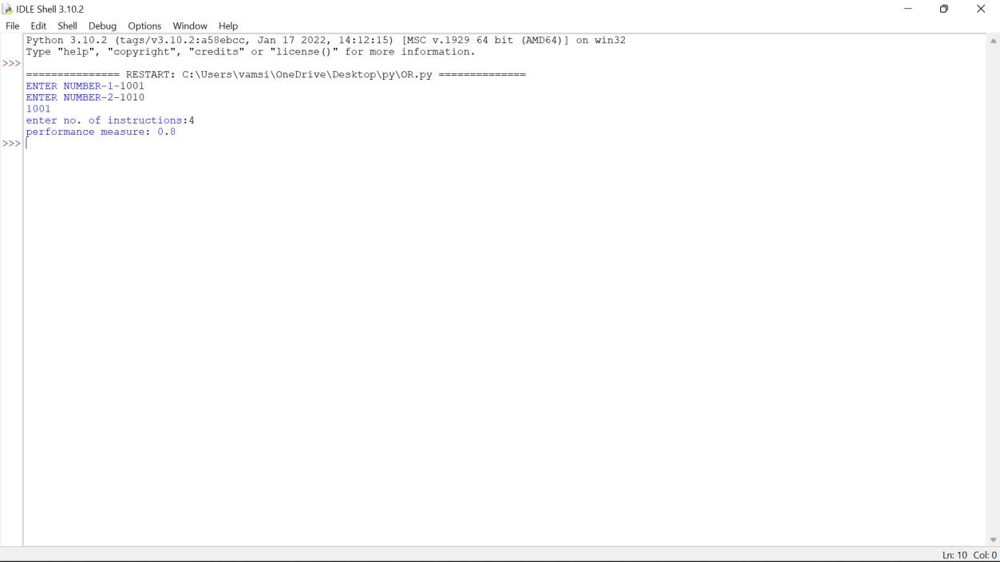 IDLE Shell 3.10.2
File Edit Shell Debug Options Window Help
Python 3.10.2 (tags/v3.10.2:a58ebcc, Jan 17 2022, 14:12:15) [MSC v.1929 64 bit (AMD64)] on win32
Type "help", "copyright", "credits" or "license()" for more information.
>>>
=============== RESTART: C:\Users\vamsi\OneDrive\Desktop\py\OR.py ==============
ENTER NUMBER-1-1001
ENTER NUMBER-2-1010
1001
enter no. of instructions:4
performance measure: 0.8
>>>
Ln: 10 Col: 0